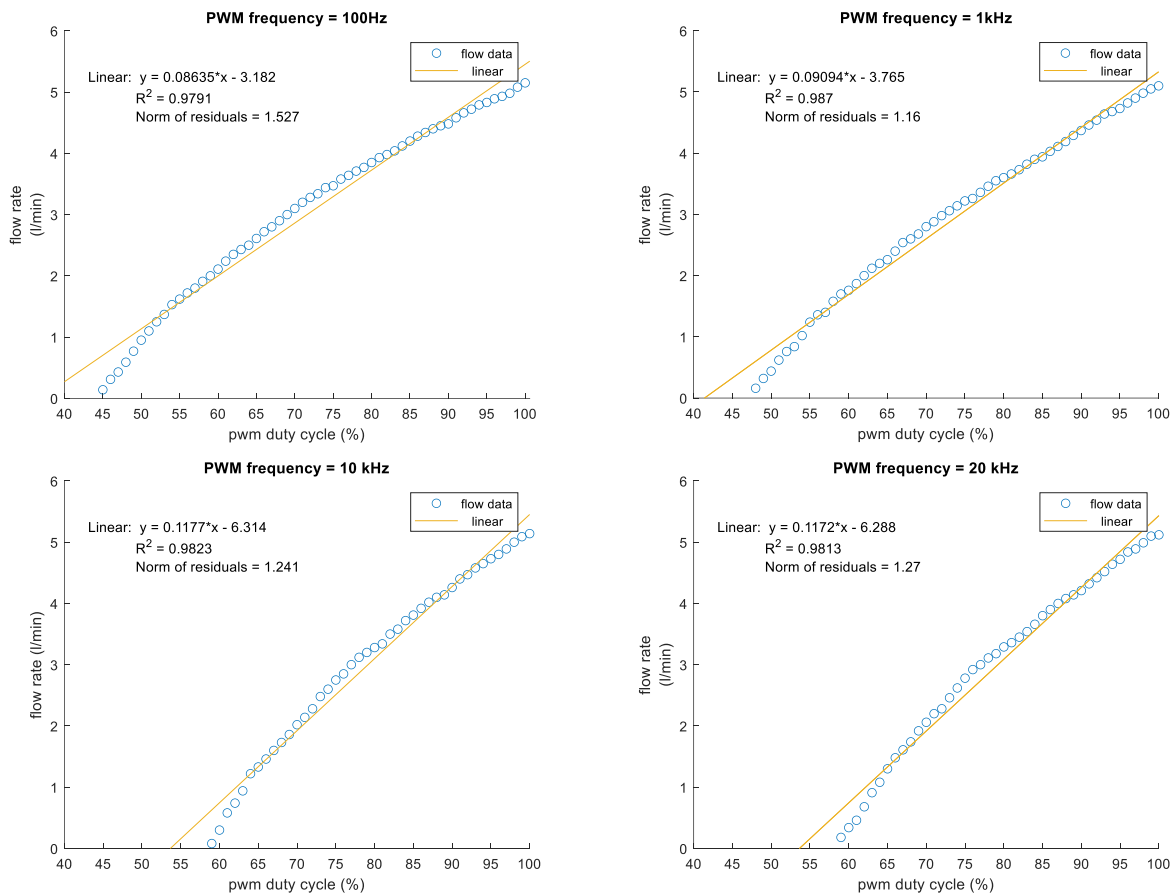 PWM frequency = 100Hz
6
5
4
3
2
1
0
flow rate
(l/min)
Linear: y = 0.08635*x - 3.182
R2 = 0.9791
Norm of residuals = 1.527
flow data
linear
40 45 50 55 60 65 70 75 80 85 90 95 100
pwm duty cycle (%)
PWM frequency = 1kHz
6
5
4
3
2
1
0
flow rate
(l/min)
Linear: y = 0.09094*x - 3.765
R2 = 0.987
Norm of residuals = 1.16
flow data
linear
40 45 50 55 60 65 70 75 80 85 90 95 100
pwm duty cycle (%)
PWM frequency = 10 kHz
6
5
4
3
2
1
0
flow rate (l/min)
Linear: y = 0.1177*x - 6.314
R2 = 0.9823
Norm of residuals = 1.241
flow data
linear
40 45 50 55 60 65 70 75 80 85 90 95 100
pwm duty cycle (%)
PWM frequency = 20 kHz
6
5
4
3
2
1
0
flow rate
(l/min)
Linear: y = 0.1172*x - 6.288
R2 = 0.9813
Norm of residuals = 1.27
flow data
linear
40 45 50 55 60 65 70 75 80 85 90 95 100
pwm duty cycle (%)